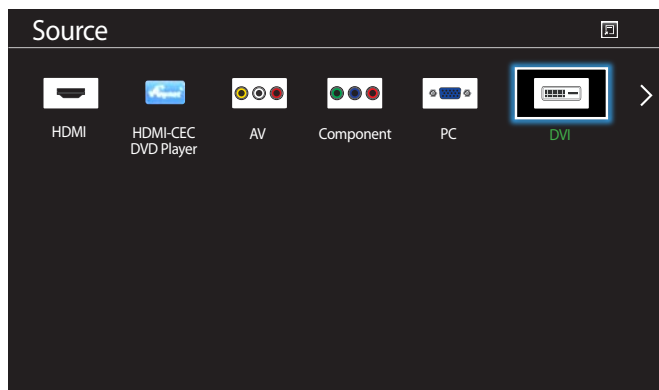 Source
HDMI
HDMI-CEC
DVD Player
AV
Component
PC
DVI